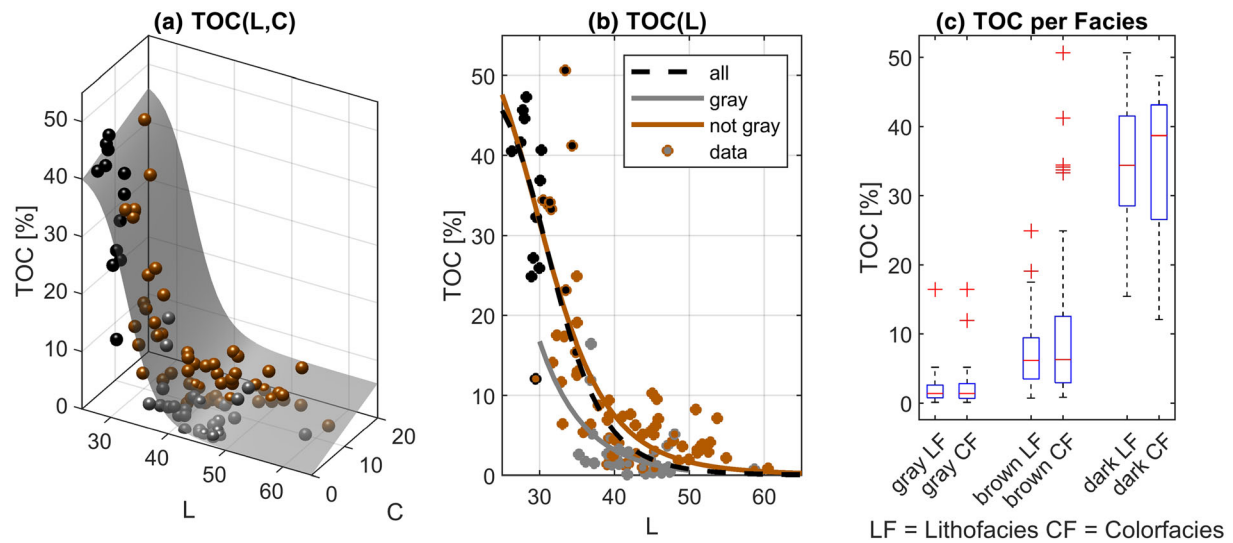 (a) TOC(L,C)
TOC [%]
50
40
30
20
10
0
30
40
50
60
L
0
10
20
C
(b) TOC(L)
TOC [%]
50
40
30
20
10
0
30
40
50
60
L
all
gray
not gray
data
(c) TOC per Facies
TOC [%]
50
40
30
20
10
0
gray LF
gray CF
brown LF
brown CF
dark LF
dark CF
LF = Lithofacies CF = Colorfacies